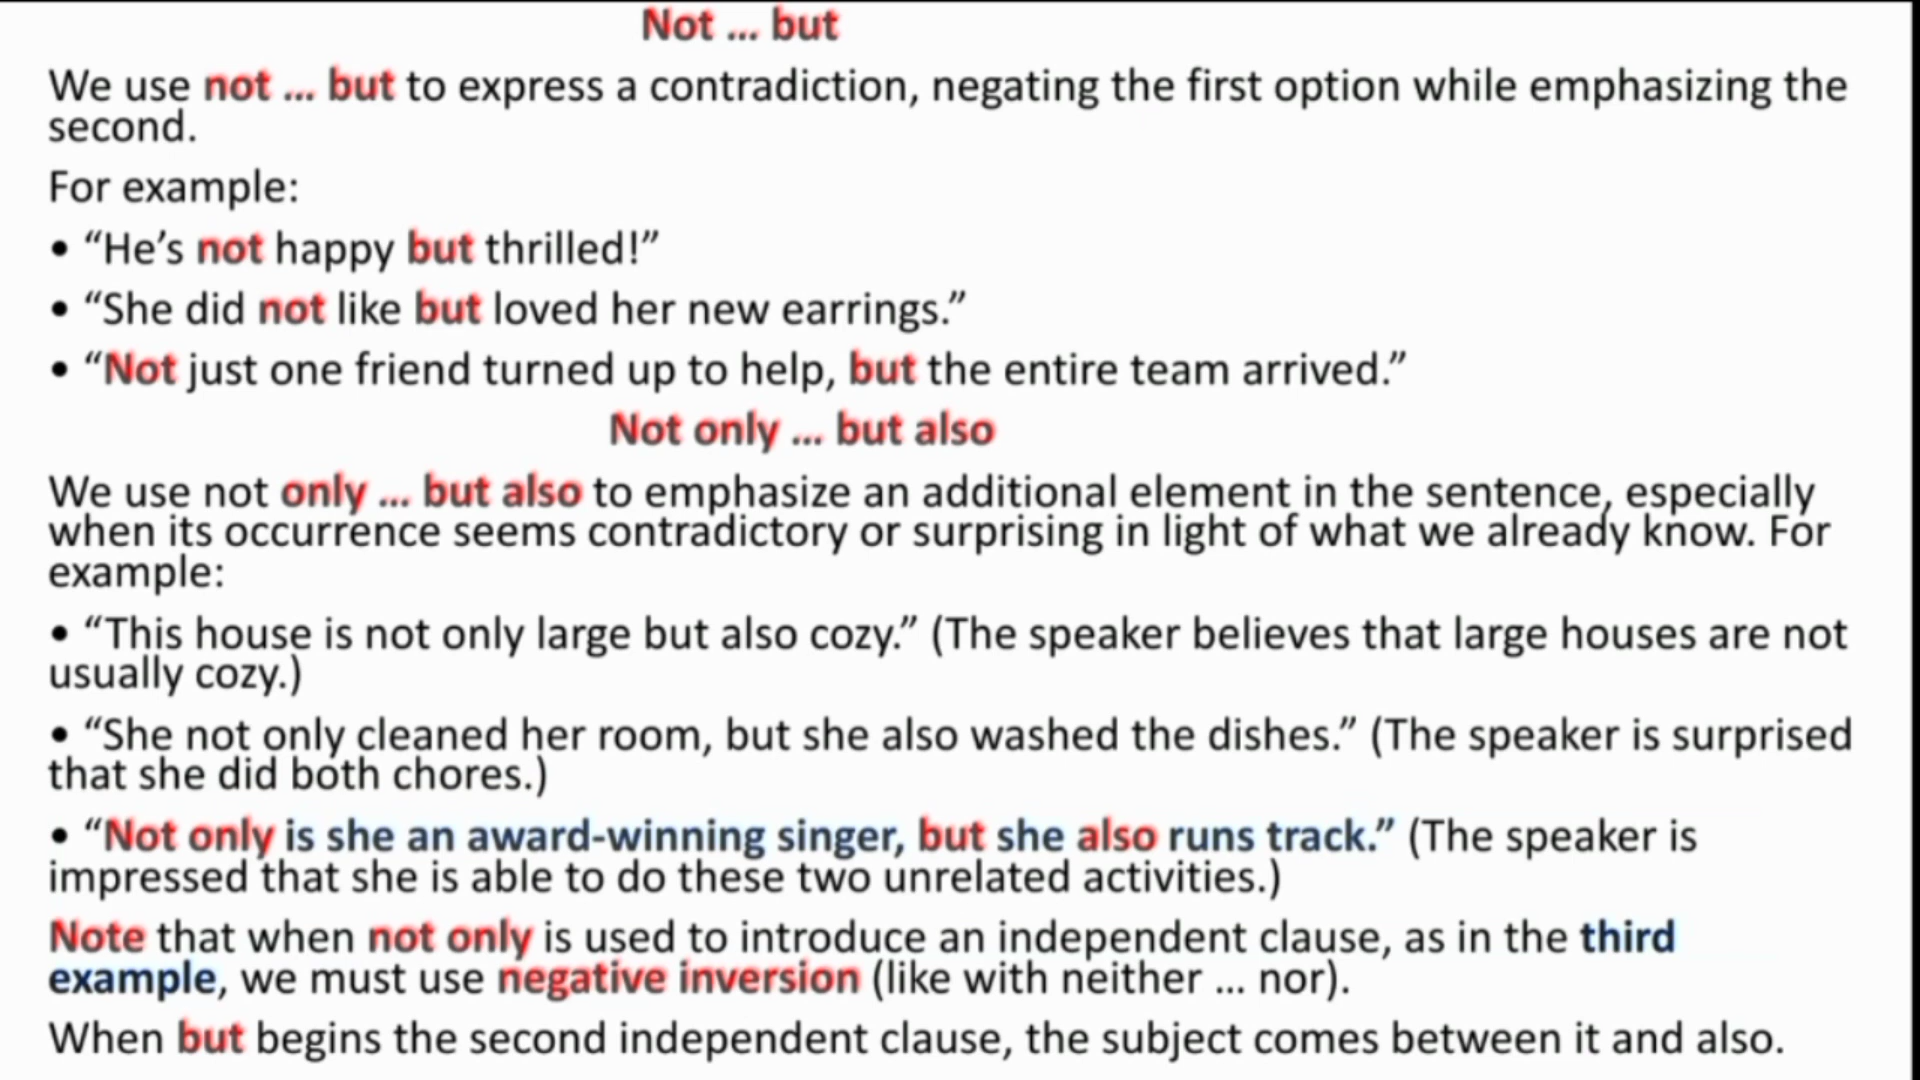 Not ... but
We use not ... but to express a contradiction, negating the first option while emphasizing the
second.
For example:
• “He’s not happy but thrilled!”
• “She did not like but loved her new earrings.”
• “Not just one friend turned up to help, but the entire team arrived.”
Not only ... but also
We use not only ... but also to emphasize an additional element in the sentence, especially
when its occurrence seems contradictory or surprising in light of what we already know. For
example:
• “This house is not only large but also cozy.” (The speaker believes that large houses are not
usually cozy.)
• “She not only cleaned her room, but she also washed the dishes.” (The speaker is surprised
that she did both chores.)
• “Not only is she an award-winning singer, but she also runs track.” (The speaker is
impressed that she is able to do these two unrelated activities.)
Note that when not only is used to introduce an independent clause, as in the third
example, we must use negative inversion (like with neither ... nor).
When but begins the second independent clause, the subject comes between it and also.